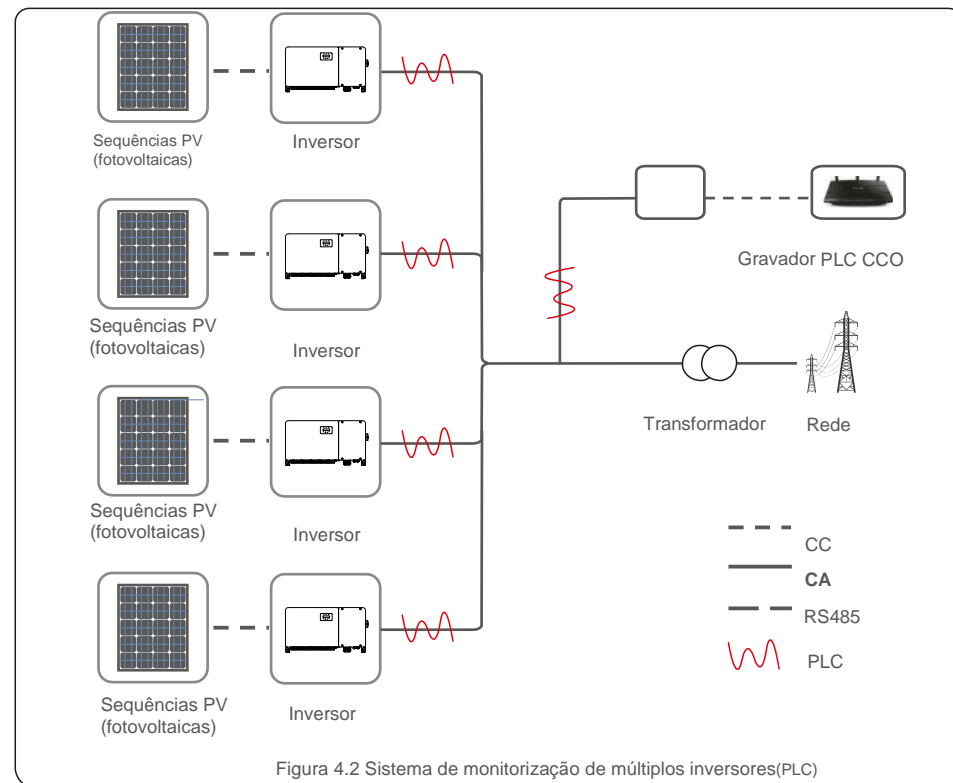 Sequências PV
(fotovoltaicas)
Inversor
Sequências PV
(fotovoltaicas)
Inversor
Gravador PLC CCO
Transformador
Rede
Sequências PV
(fotovoltaicas)
Inversor
Sequências PV
(fotovoltaicas)
Inversor
CC
CA
RS485
PLC
Figura 4.2 Sistema de monitorização de múltiplos inversores(PLC)